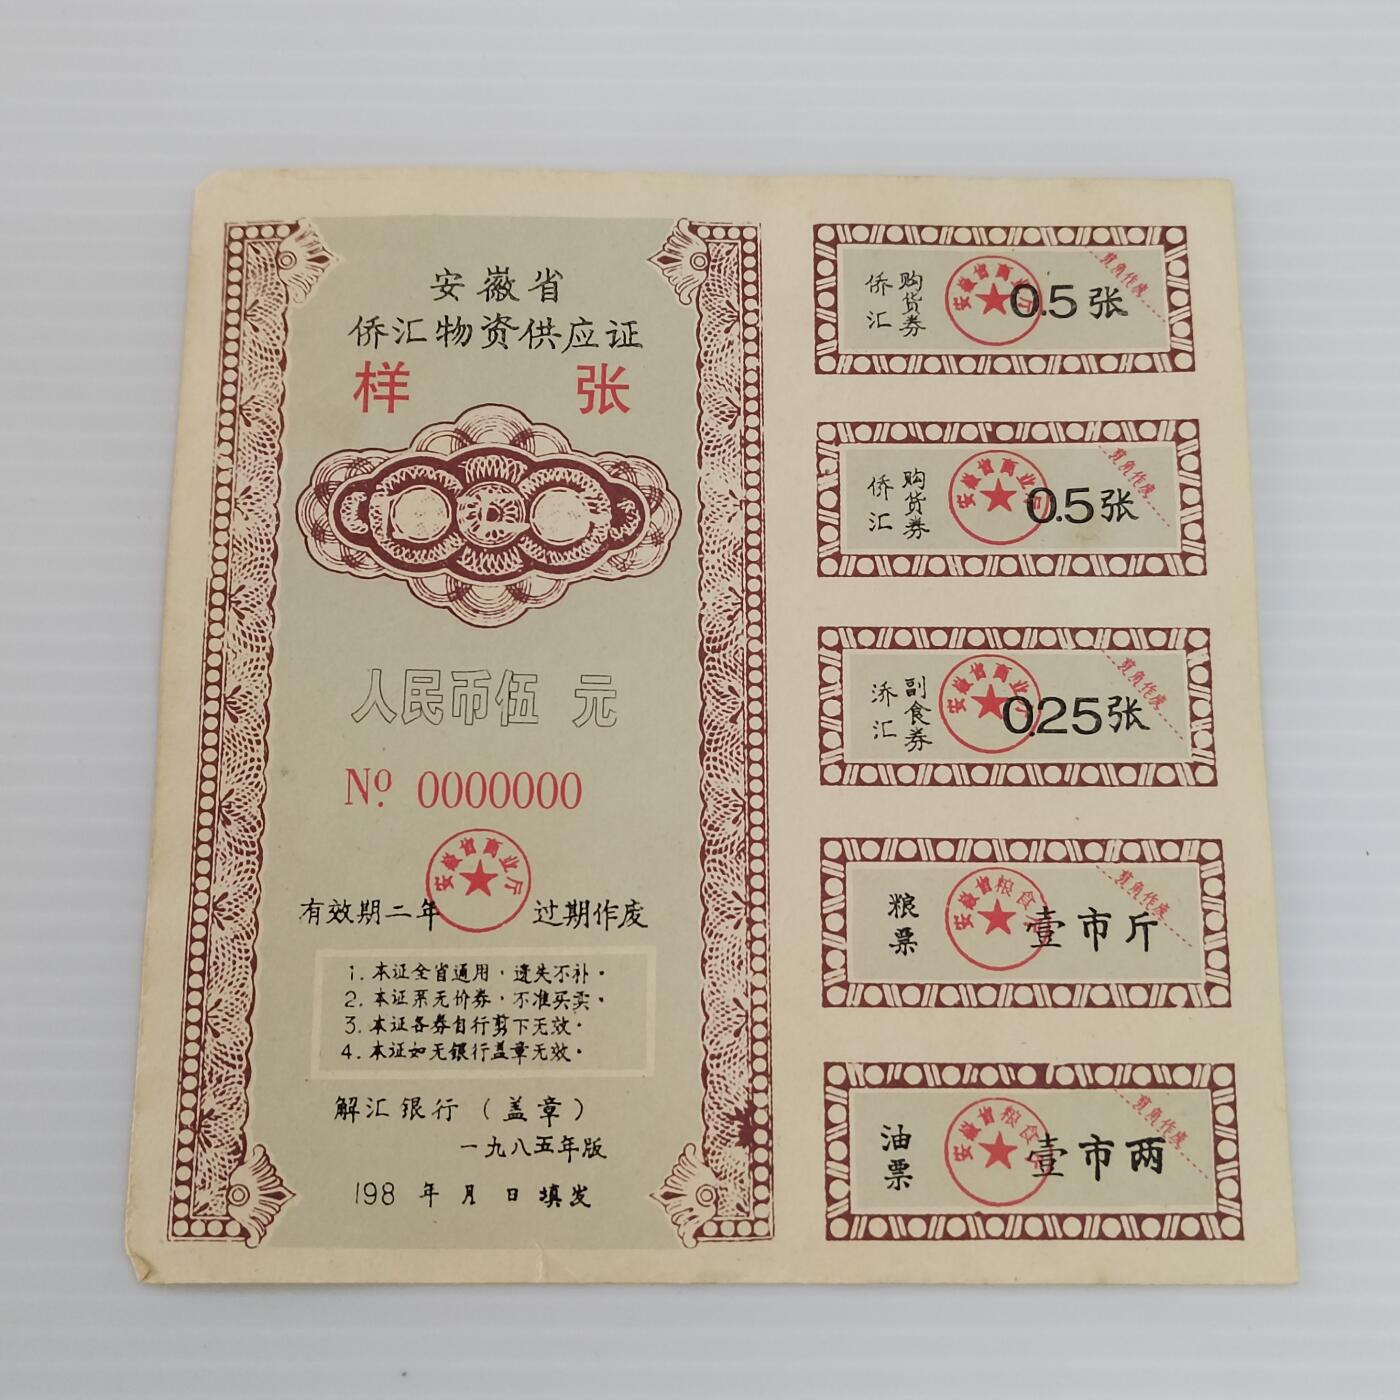 安徽省
侨汇物资供应证
样 张
人民币伍 元
Nº 0000000
安徽省商业厅
有效期二年 过期作废
1. 本证全省通用·遗失不补·
2. 本证系无价券·不准买卖·
3. 本证各券自行剪下无效·
4. 本证如无银行盖章无效·
解汇银行（盖章）
一九八五年版
198 年 月 日 填发
侨汇 购货券
安徽省商业厅
0.5张
剪角作废
侨汇 购货券
安徽省商业厅
0.5张
剪角作废
侨汇 副食券
安徽省商业厅
0.25张
剪角作废
粮票
安徽省粮食
壹市斤
剪角作废
油票
安徽省粮食
壹市两
剪角作废